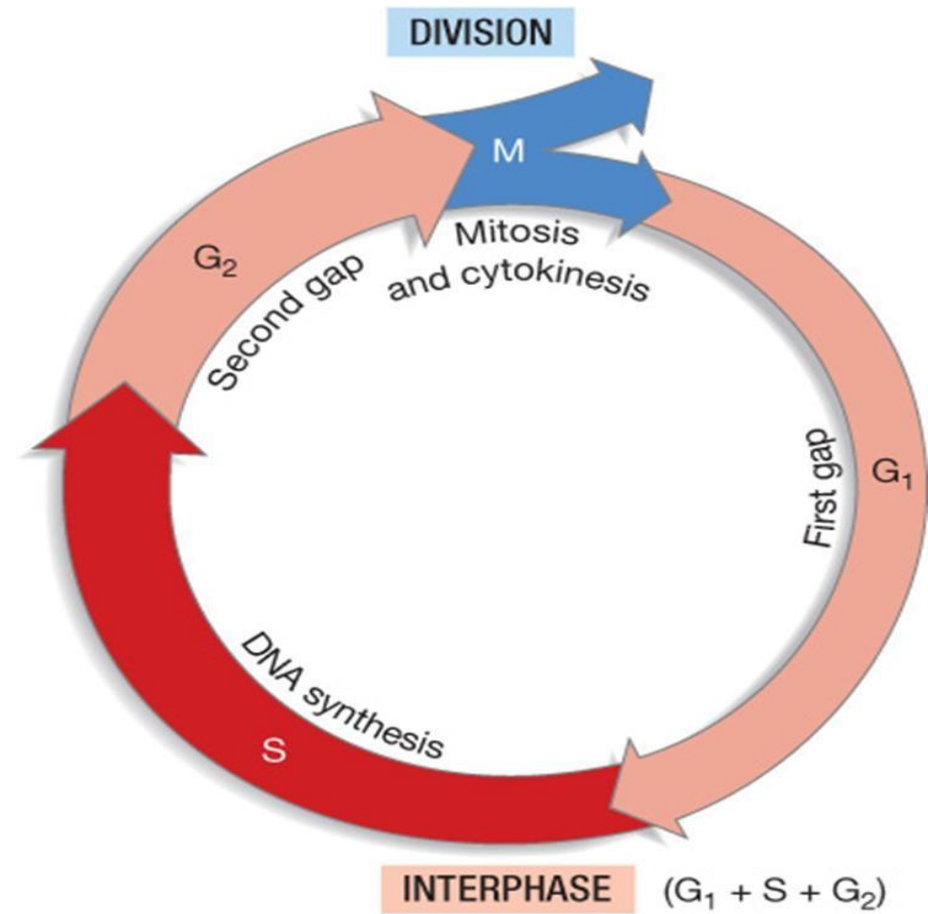 DIVISION
M
Mitosis
and cytokinesis
G₂
Second gap
First gap
G₁
DNA synthesis
S
INTERPHASE (G₁ + S + G₂)